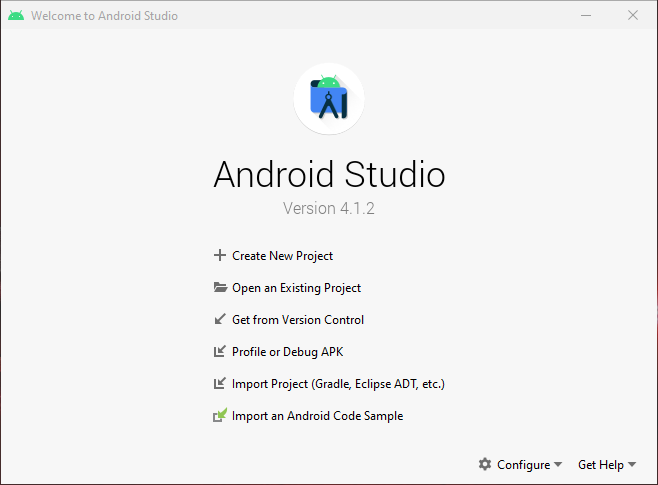 Welcome to Android Studio
Android Studio
Version 4.1.2
Create New Project
Open an Existing Project
Get from Version Control
Profile or Debug APK
Import Project (Gradle, Eclipse ADT, etc.)
Import an Android Code Sample
Configure
Get Help